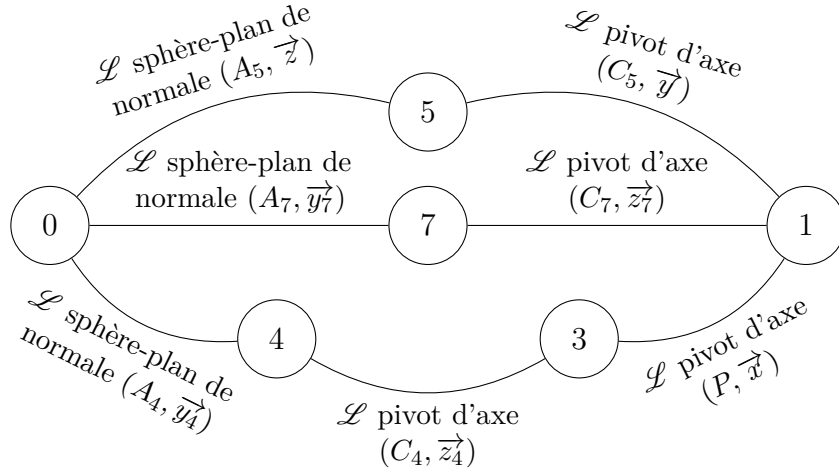 ℒ sphère-plan de
normale (A₅, z⃗)
ℒ pivot d'axe
(C₅, y⃗)
5
ℒ sphère-plan de
normale (A₇, y₇⃗)
ℒ pivot d'axe
(C₇, z₇⃗)
0
7
1
ℒ sphère-plan de
normale (A₄, y₄⃗)
4
3
ℒ pivot d'axe
(P, x⃗)
ℒ pivot d'axe
(C₄, z₄⃗)